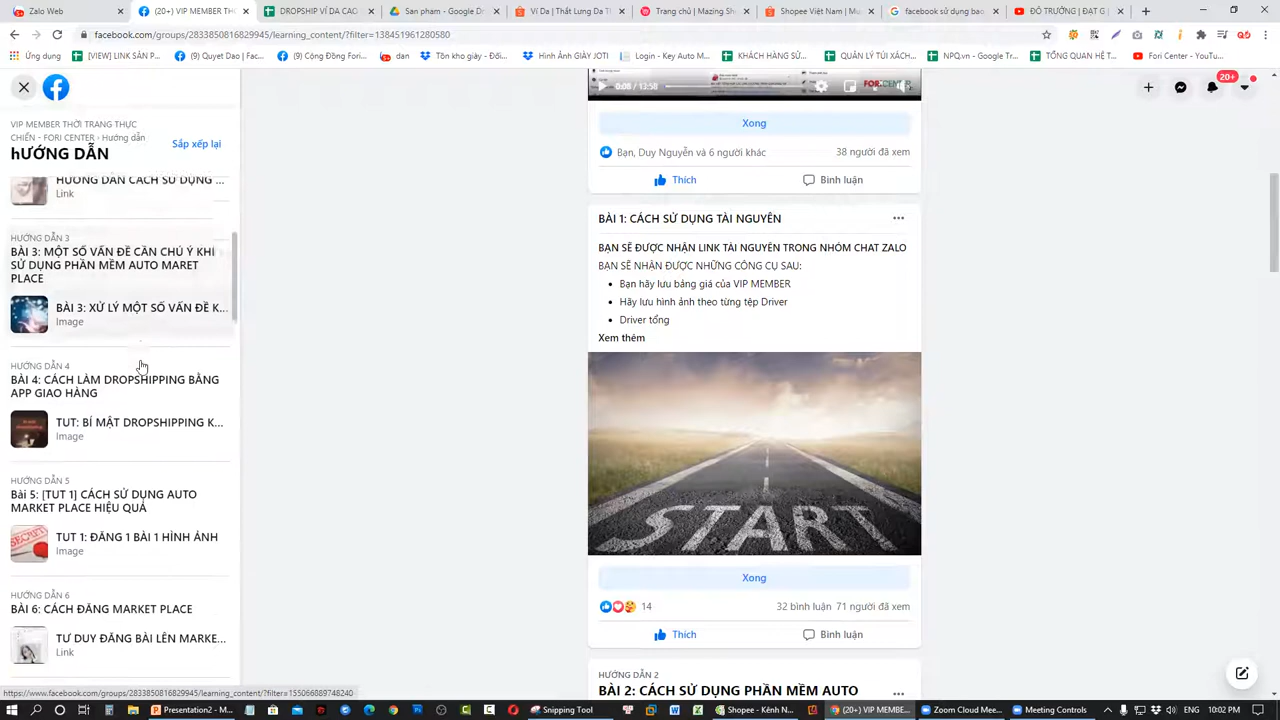 Zalo Web
(20+) VIP MEMBER TH
DROPSHIP VÍ DA CAO
San pham - Google Dr
Ví Da | Thắt Lưng Da T
Trang chủ | Mazing Sho
Shopee Việt Nam | Mu
facebook sử dụng bao
ĐÔ TRƯỞNG | ĐẠT G
facebook.com/groups/2833850816829945/learning_content/?filter=138451961280580
Ứng dụng
[VIEW] LINK SẢN P...
(9) Quyet Dao | Face...
(9) Cộng Đồng Fori...
dan
Tồn kho giày - Đối...
Hình Ảnh GIÀY JOTI
Login - Key Auto M...
KHÁCH HÀNG SỬ...
QUẢN LÝ TÚI XÁCH...
NPO.vn - Google Tr...
TỔNG QUAN HỆ T...
Fori Center - YouTu...
20+
VIP MEMBER THỜI TRANG THỰC
CHIẾN - FORI CENTER › Hướng dẫn
hƯỚNG DẪN
Sắp xếp lại
HƯỚNG DẪN CÁCH SỬ DỤNG ...
Link
HƯỚNG DẪN 3
BÀI 3: MỘT SỐ VẤN ĐỀ CẦN CHÚ Ý KHI
SỬ DỤNG PHẦN MỀM AUTO MARET
PLACE
BÀI 3: XỬ LÝ MỘT SỐ VẤN ĐỀ K...
Image
HƯỚNG DẪN 4
BÀI 4: CÁCH LÀM DROPSHIPPING BẰNG
APP GIAO HÀNG
TUT: BÍ MẬT DROPSHIPPING K...
Image
HƯỚNG DẪN 5
Bài 5: [TUT 1] CÁCH SỬ DỤNG AUTO
MARKET PLACE HIỆU QUẢ
TUT 1: ĐĂNG 1 BÀI 1 HÌNH ẢNH
Image
HƯỚNG DẪN 6
BÀI 6: CÁCH ĐĂNG MARKET PLACE
TƯ DUY ĐĂNG BÀI LÊN MARKE...
Link
0:08 / 13:58
Xong
Bạn, Duy Nguyễn và 6 người khác
38 người đã xem
Thích
Bình luận
BÀI 1: CÁCH SỬ DỤNG TÀI NGUYÊN
BẠN SẼ ĐƯỢC NHẬN LINK TÀI NGUYÊN TRONG NHÓM CHAT ZALO
BẠN SẼ NHẬN ĐƯỢC NHỮNG CÔNG CỤ SAU:
Bạn hãy lưu bảng giá của VIP MEMBER
Hãy lưu hình ảnh theo từng tệp Driver
Driver tổng
Xem thêm
START
Xong
14
32 bình luận 71 người đã xem
Thích
Bình luận
HƯỚNG DẪN 2
BÀI 2: CÁCH SỬ DỤNG PHẦN MỀM AUTO
https://www.facebook.com/groups/2833850816829945/learning_content/?filter=155066889748240
Presentation2 - M...
Snipping Tool
Shopee - Kênh N...
(20+) VIP MEMBE...
Zoom Cloud Mee...
Meeting Controls
ENG
10:02 PM